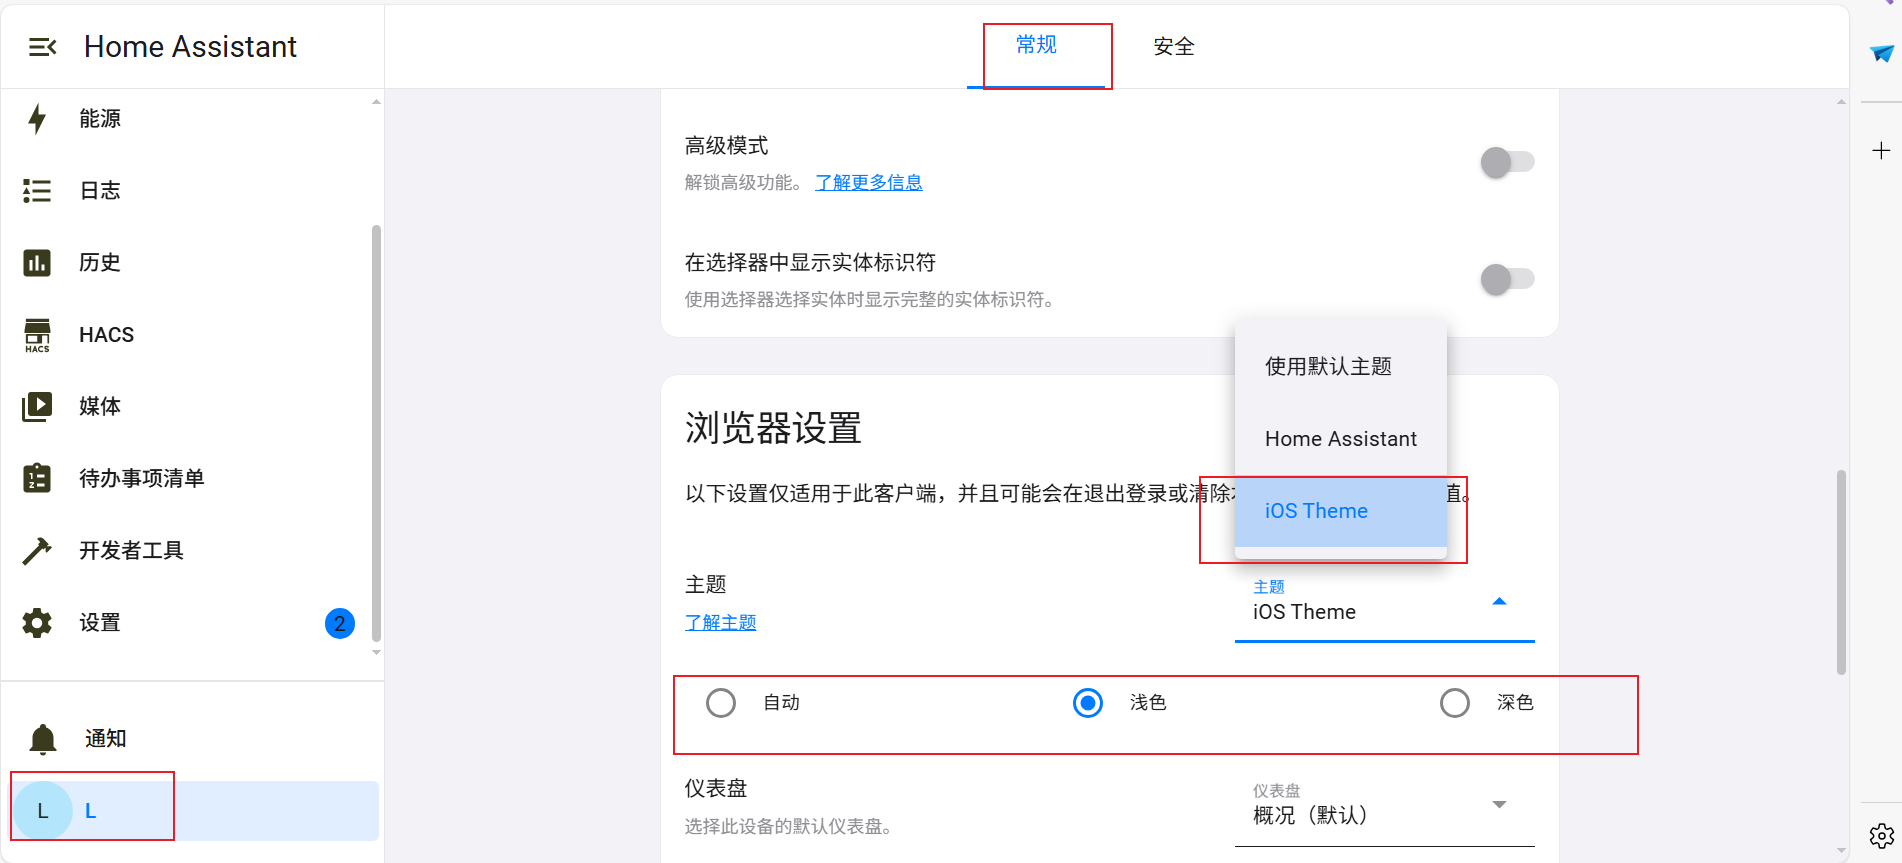 Home Assistant
能源
日志
历史
HACS
HACS
媒体
待办事项清单
开发者工具
设置
2
通知
L
L
常规
安全
高级模式
解锁高级功能。 了解更多信息
在选择器中显示实体标识符
使用选择器选择实体时显示完整的实体标识符。
浏览器设置
以下设置仅适用于此客户端，并且可能会在退出登录或清除
值。
使用默认主题
Home Assistant
iOS Theme
主题
了解主题
主题
iOS Theme
自动
浅色
深色
仪表盘
选择此设备的默认仪表盘。
仪表盘
概况（默认）